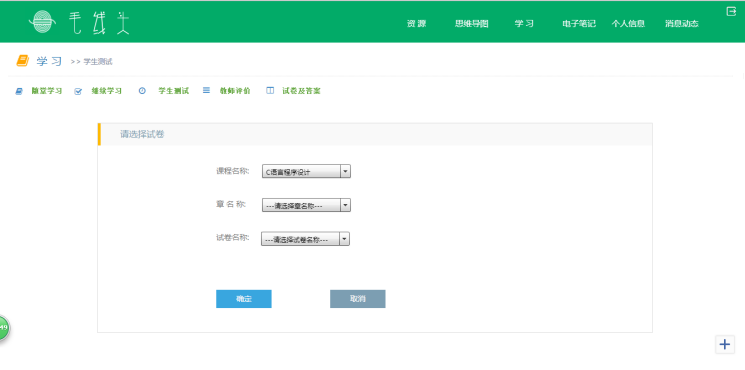 毛线头
资源 思维导图 学习 电子笔记 个人信息 消息动态
学习 >> 学生测试
随堂学习 继续学习 学生测试 教师评价 试卷及答案
请选择试卷
课程名称: C语言程序设计
章 名 称: ---请选择章名称---
试卷名称: ---请选择试卷名称---
确定 取消